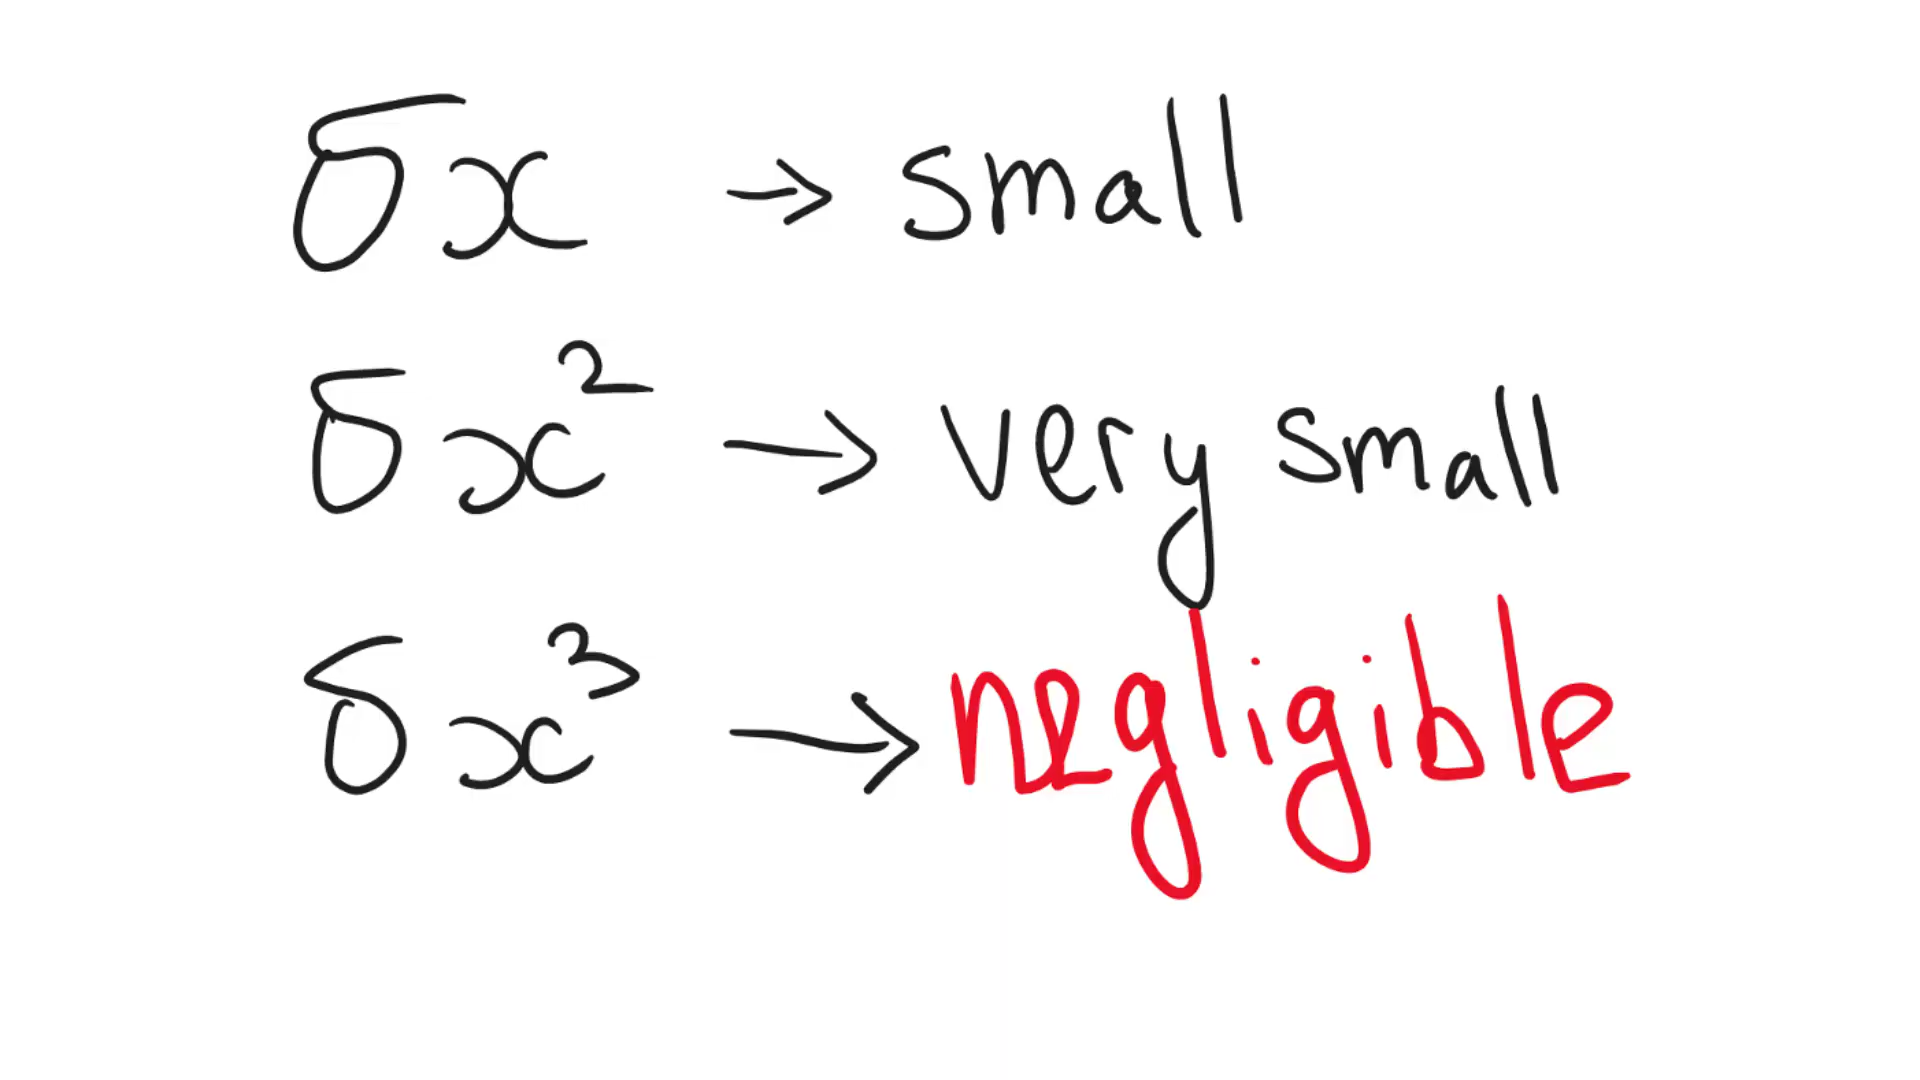 δx → small
δx² → very small
δx³ → negligible